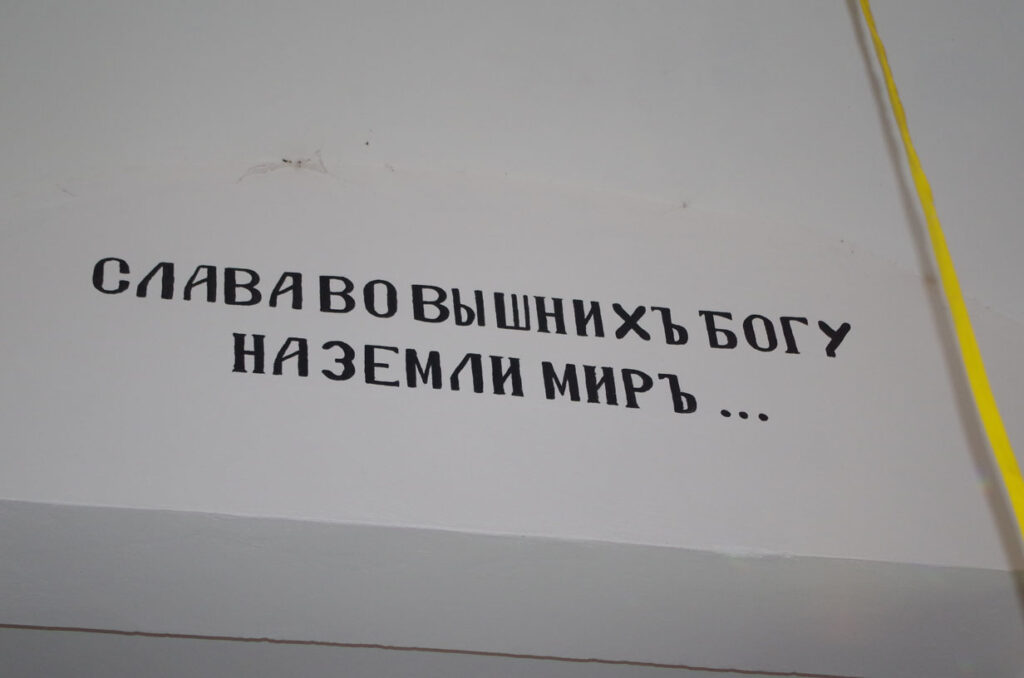 СЛАВА ВО ВЫШНИХЪ БОГУ
НА ЗЕМЛИ МИРЪ ...